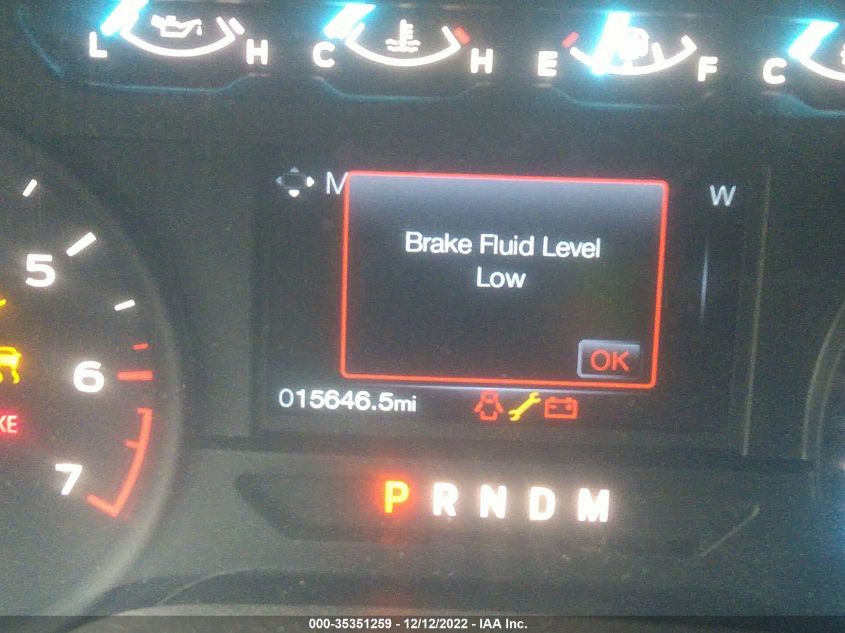 L H C H E F C
M W
5
Brake Fluid Level
Low
6
OK
015646.5mi
KE
7
P R N D M
000-35351259 - 12/12/2022 - IAA Inc.